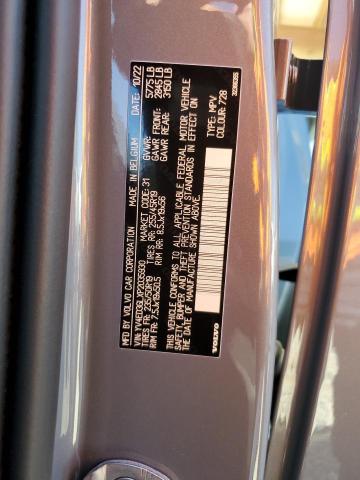 MFD BY: VOLVO CAR CORPORATION MADE IN BELGIUM DATE: 10/22
VIN: MARKET CODE: 31 GVWR: 5775 LB
TIRES FR: 235/50R19 TIRES RR: 255/45R19 GAWR FRONT: 2845 LB
RIM FR: 7.5Jx19x50.5 RIM RR: 8.5Jx19x56 GAWR REAR: 3150 LB
THIS VEHICLE CONFORMS TO ALL APPLICABLE FEDERAL MOTOR VEHICLE
SAFETY, BUMPER AND THEFT PREVENTION STANDARDS IN EFFECT ON
THE DATE OF MANUFACTURE SHOWN ABOVE. TYPE: MPV
COLOUR: 728
VOLVO